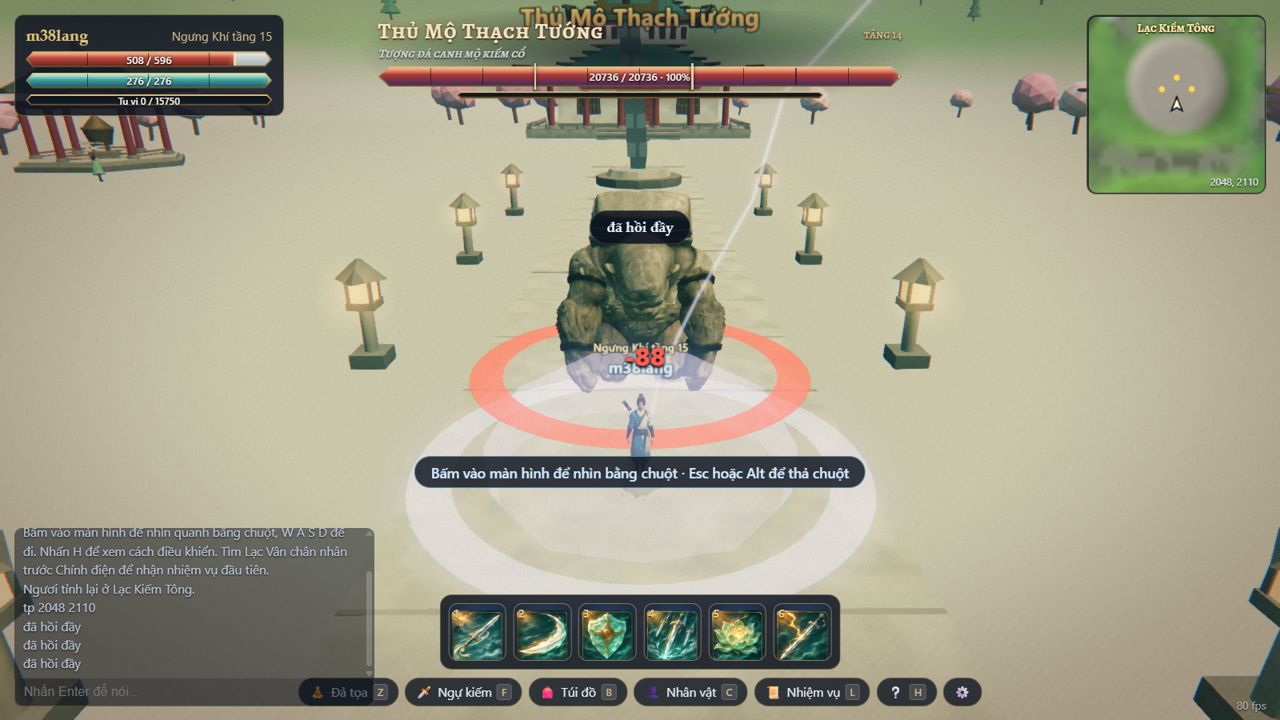 m38lang
Ngưng Khí tầng 15
508 / 596
276 / 276
Tu vi 0 / 15750
Thủ Mộ Thạch Tướng
Thủ Mộ Thạch Tướng
TẦNG 14
Tượng đá canh mộ kiếm cổ
20736 / 20736 · 100%
Lạc Kiếm Tông
2048, 2110
đã hồi đầy
Ngưng Khí tầng 15
-88
m38lang
Bấm vào màn hình để nhìn bằng chuột · Esc hoặc Alt để thả chuột
Bấm vào màn hình để nhìn quanh bằng chuột, W A S D để
đi. Nhấn H để xem cách điều khiển. Tìm Lạc Vân chân nhân
trước Chính điện để nhận nhiệm vụ đầu tiên.
Ngươi tỉnh lại ở Lạc Kiếm Tông.
tp 2048 2110
đã hồi đầy
đã hồi đầy
đã hồi đầy
Nhấn Enter để nói…
1 2 3 4 5 6
Đả tọa Z
Ngự kiếm F
Túi đồ B
Nhân vật C
Nhiệm vụ L
? H
80 fps